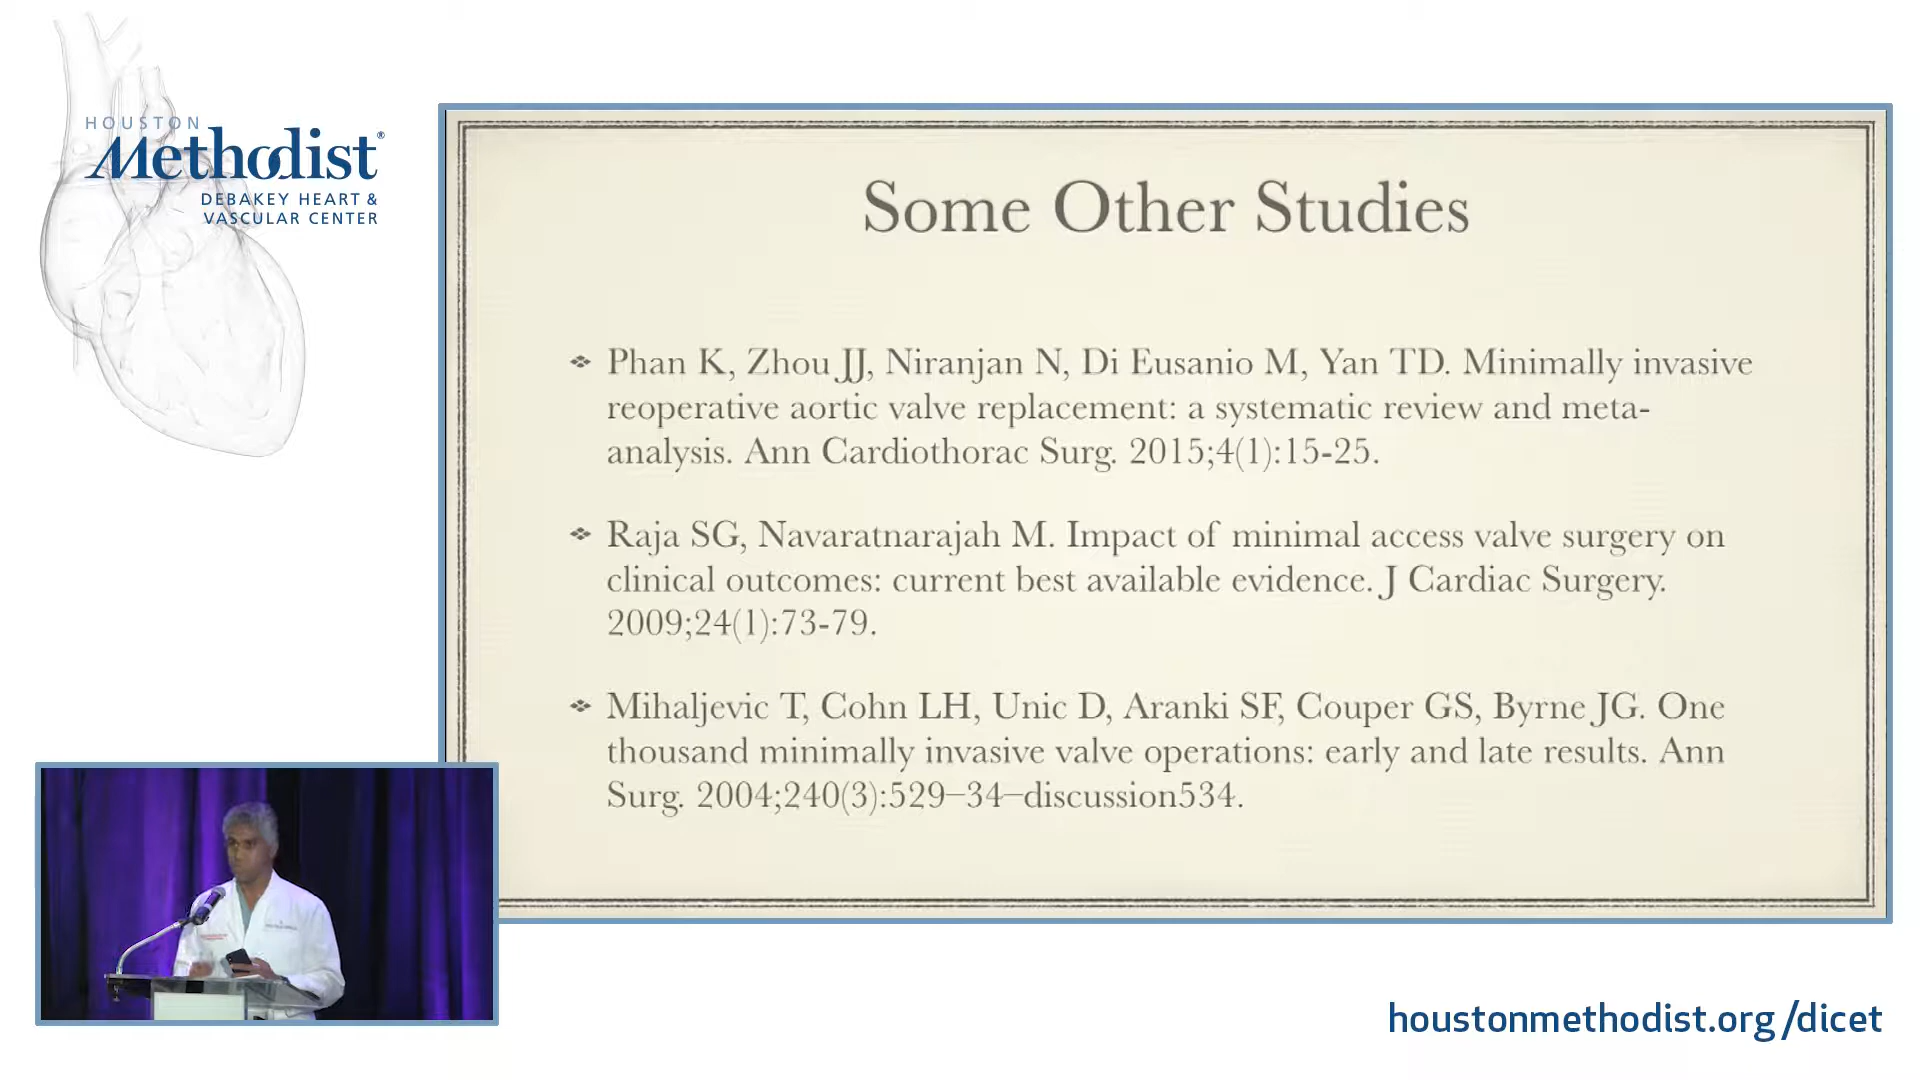 HOUSTON
Methodist®
DEBAKEY HEART &
VASCULAR CENTER
Some Other Studies
❖ Phan K, Zhou JJ, Niranjan N, Di Eusanio M, Yan TD. Minimally invasive
reoperative aortic valve replacement: a systematic review and meta-
analysis. Ann Cardiothorac Surg. 2015;4(1):15-25.
❖ Raja SG, Navaratnarajah M. Impact of minimal access valve surgery on
clinical outcomes: current best available evidence. J Cardiac Surgery.
2009;24(1):73-79.
❖ Mihaljevic T, Cohn LH, Unic D, Aranki SF, Couper GS, Byrne JG. One
thousand minimally invasive valve operations: early and late results. Ann
Surg. 2004;240(3):529–34–discussion534.
houstonmethodist.org/dicet